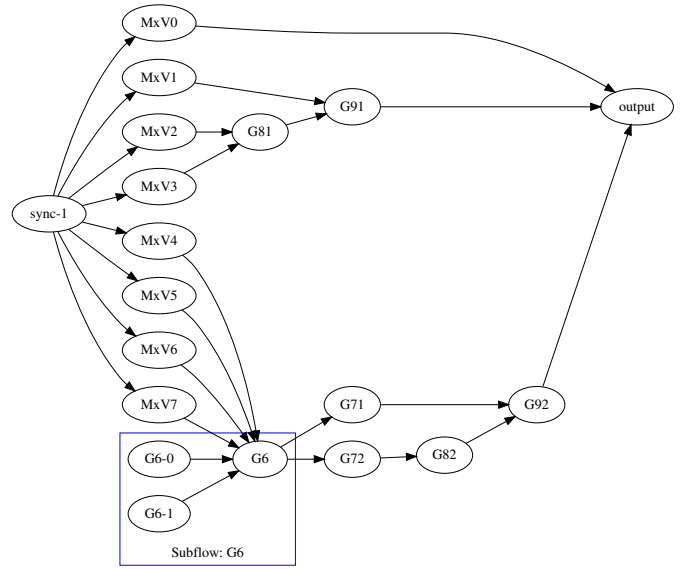 MxV0
MxV1
G91
output
MxV2
G81
MxV3
sync-1
MxV4
MxV5
MxV6
MxV7
G71
G92
G6-0
G6
G72
G82
G6-1
Subflow: G6